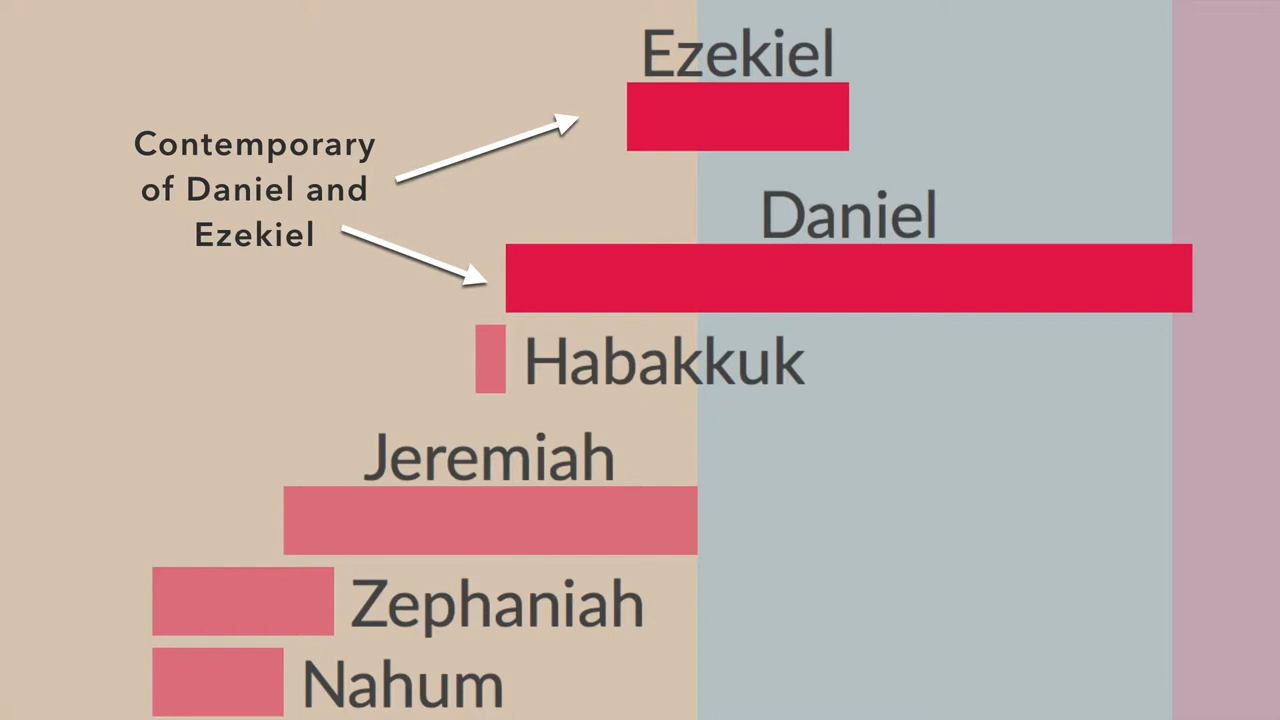 Ezekiel
Contemporary
of Daniel and
Ezekiel
Daniel
Habakkuk
Jeremiah
Zephaniah
Nahum